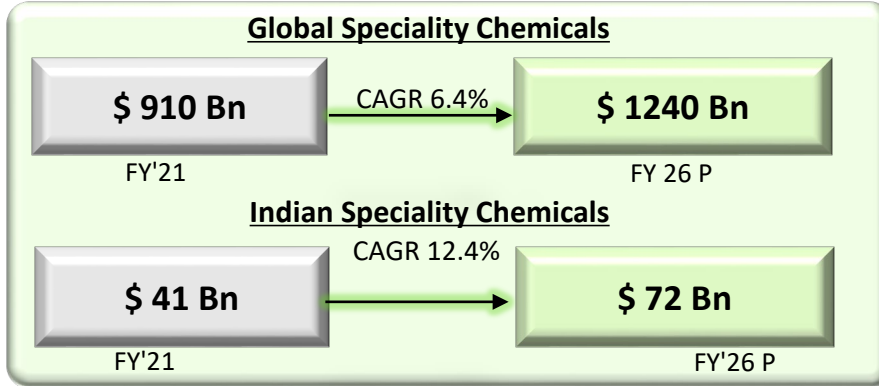 Global Speciality Chemicals
$ 910 Bn
CAGR 6.4%
$ 1240 Bn
FY'21
FY 26 P
Indian Speciality Chemicals
CAGR 12.4%
$ 41 Bn
$ 72 Bn
FY'21
FY'26 P